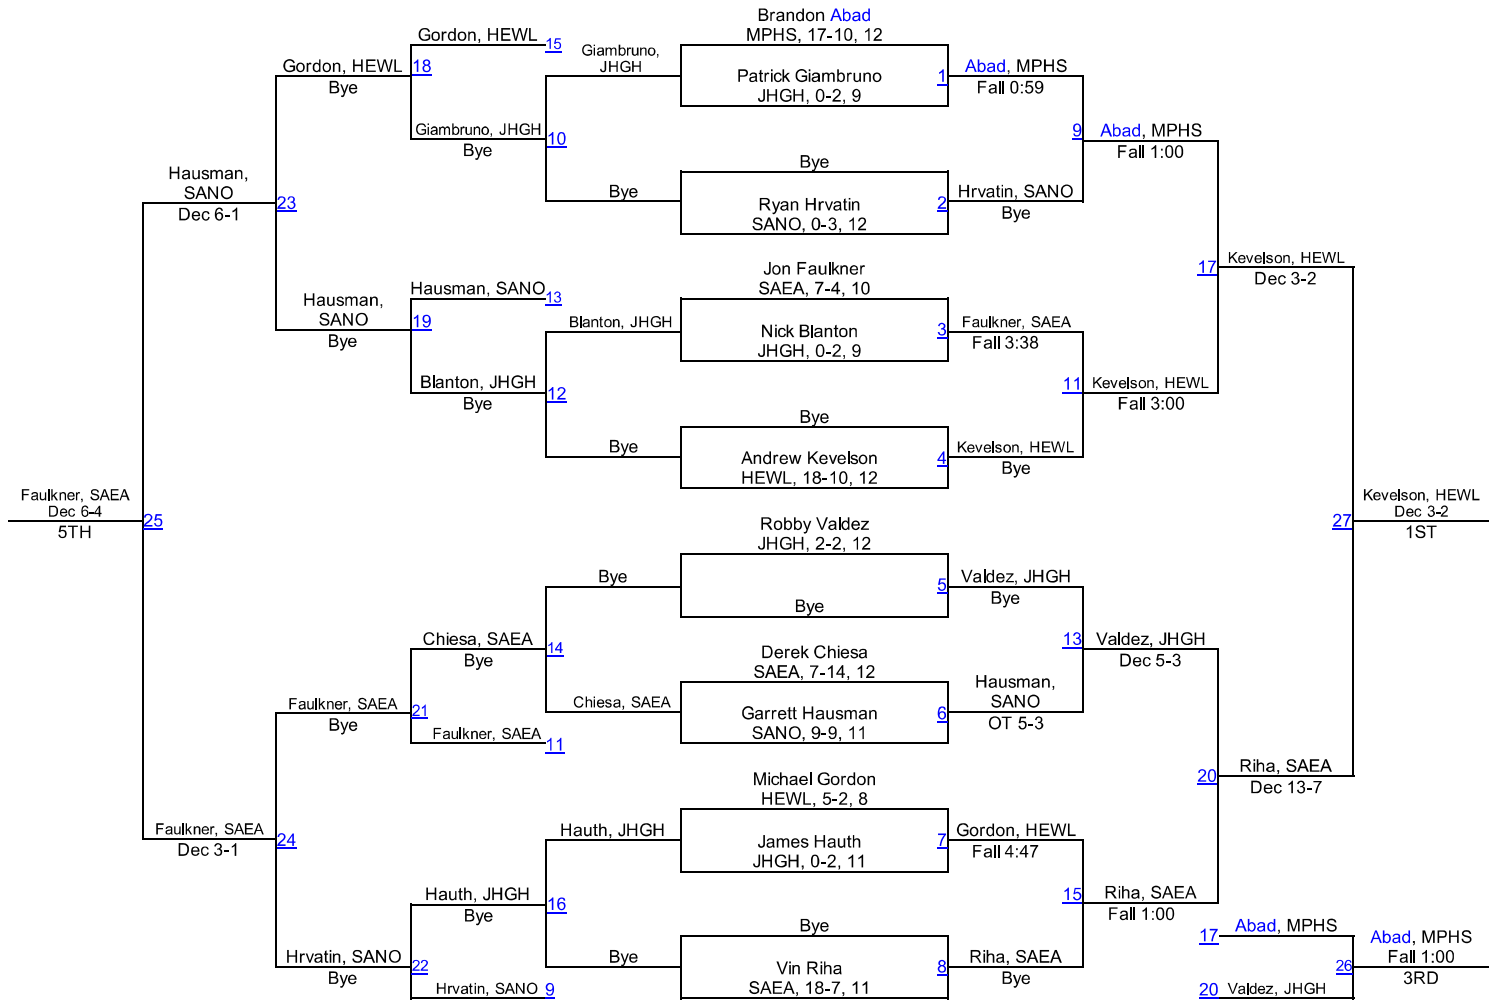 Brandon Abad
MPHS, 17-10, 12
Gordon, HEWL
15
Giambruno,
JHGH
Gordon, HEWL
18
Bye
Patrick Giambruno
JHGH, 0-2, 9
1
Abad, MPHS
Fall 0:59
Giambruno, JHGH
10
Bye
9
Abad, MPHS
Fall 1:00
Hausman,
SANO
Dec 6-1
23
Bye
Bye
Ryan Hrvatin
SANO, 0-3, 12
2
Hrvatin, SANO
Bye
Jon Faulkner
SAEA, 7-4, 10
17
Kevelson, HEWL
Dec 3-2
Hausman,
SANO
Bye
19
Hausman, SANO
13
Blanton, JHGH
Nick Blanton
JHGH, 0-2, 9
3
Faulkner, SAEA
Fall 3:38
Blanton, JHGH
Bye
12
11
Kevelson, HEWL
Fall 3:00
Bye
Bye
Andrew Kevelson
HEWL, 18-10, 12
4
Kevelson, HEWL
Bye
Faulkner, SAEA
Dec 6-4
5TH
25
27
Kevelson, HEWL
Dec 3-2
1ST
Robby Valdez
JHGH, 2-2, 12
Bye
Bye
5
Valdez, JHGH
Bye
Chiesa, SAEA
Bye
14
13
Valdez, JHGH
Dec 5-3
Derek Chiesa
SAEA, 7-14, 12
Faulkner, SAEA
Bye
21
Chiesa, SAEA
Garrett Hausman
SANO, 9-9, 11
6
Hausman,
SANO
OT 5-3
Faulkner, SAEA
11
Michael Gordon
HEWL, 5-2, 8
20
Riha, SAEA
Dec 13-7
Faulkner, SAEA
Dec 3-1
24
Hauth, JHGH
James Hauth
JHGH, 0-2, 11
7
Gordon, HEWL
Fall 4:47
Hauth, JHGH
Bye
16
15
Riha, SAEA
Fall 1:00
Bye
Hrvatin, SANO
Bye
22
Bye
Vin Riha
SAEA, 18-7, 11
8
Riha, SAEA
Bye
Hrvatin, SANO
9
17
Abad, MPHS
26
Abad, MPHS
Fall 1:00
3RD
20
Valdez, JHGH